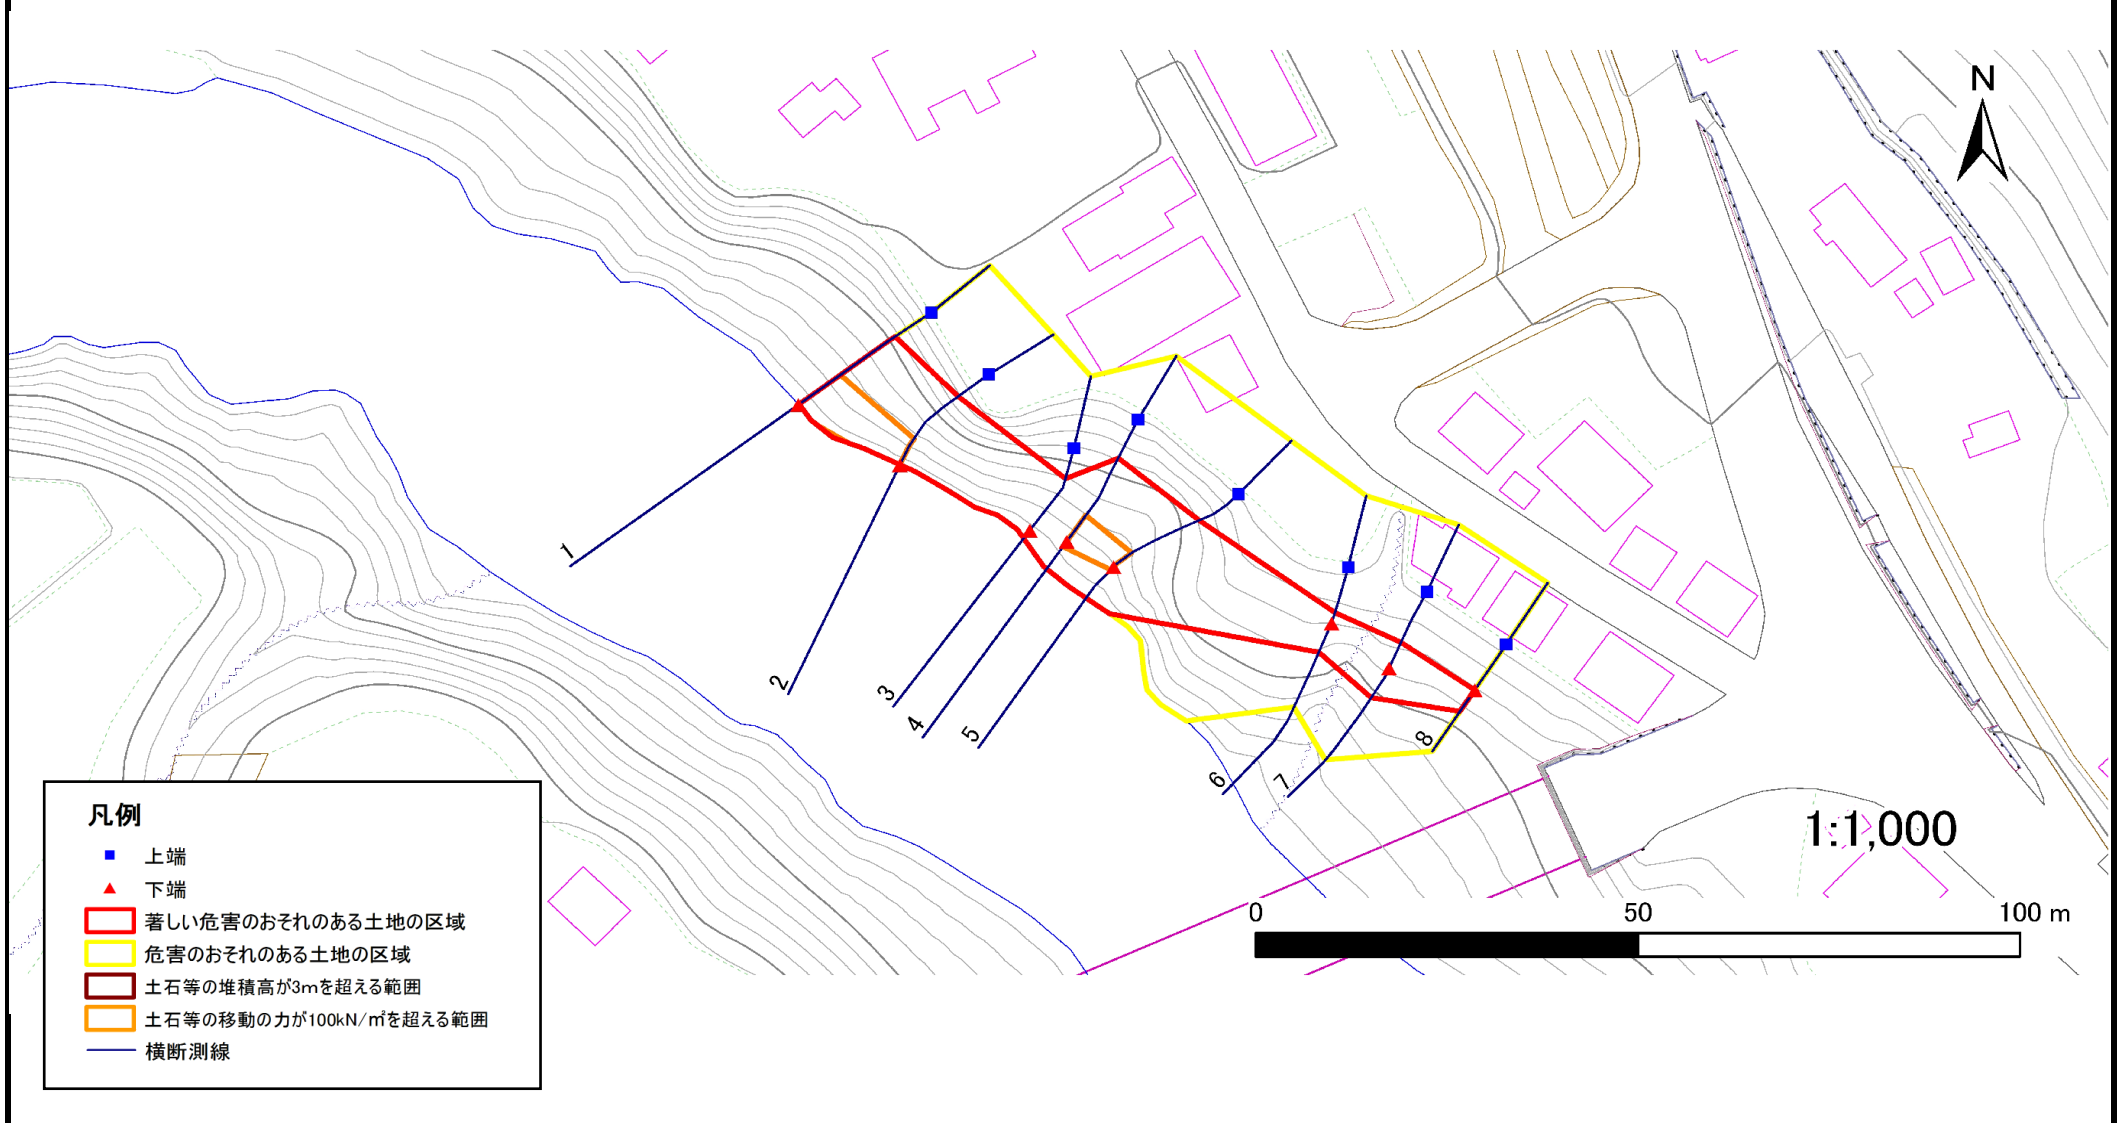 N
1
2
3
4
5
6
7
8
1:1,000
0 50 100 m
凡例
上端
下端
著しい危害のおそれのある土地の区域
危害のおそれのある土地の区域
土石等の堆積高が3mを超える範囲
土石等の移動の力が100kN/㎡を超える範囲
横断測線